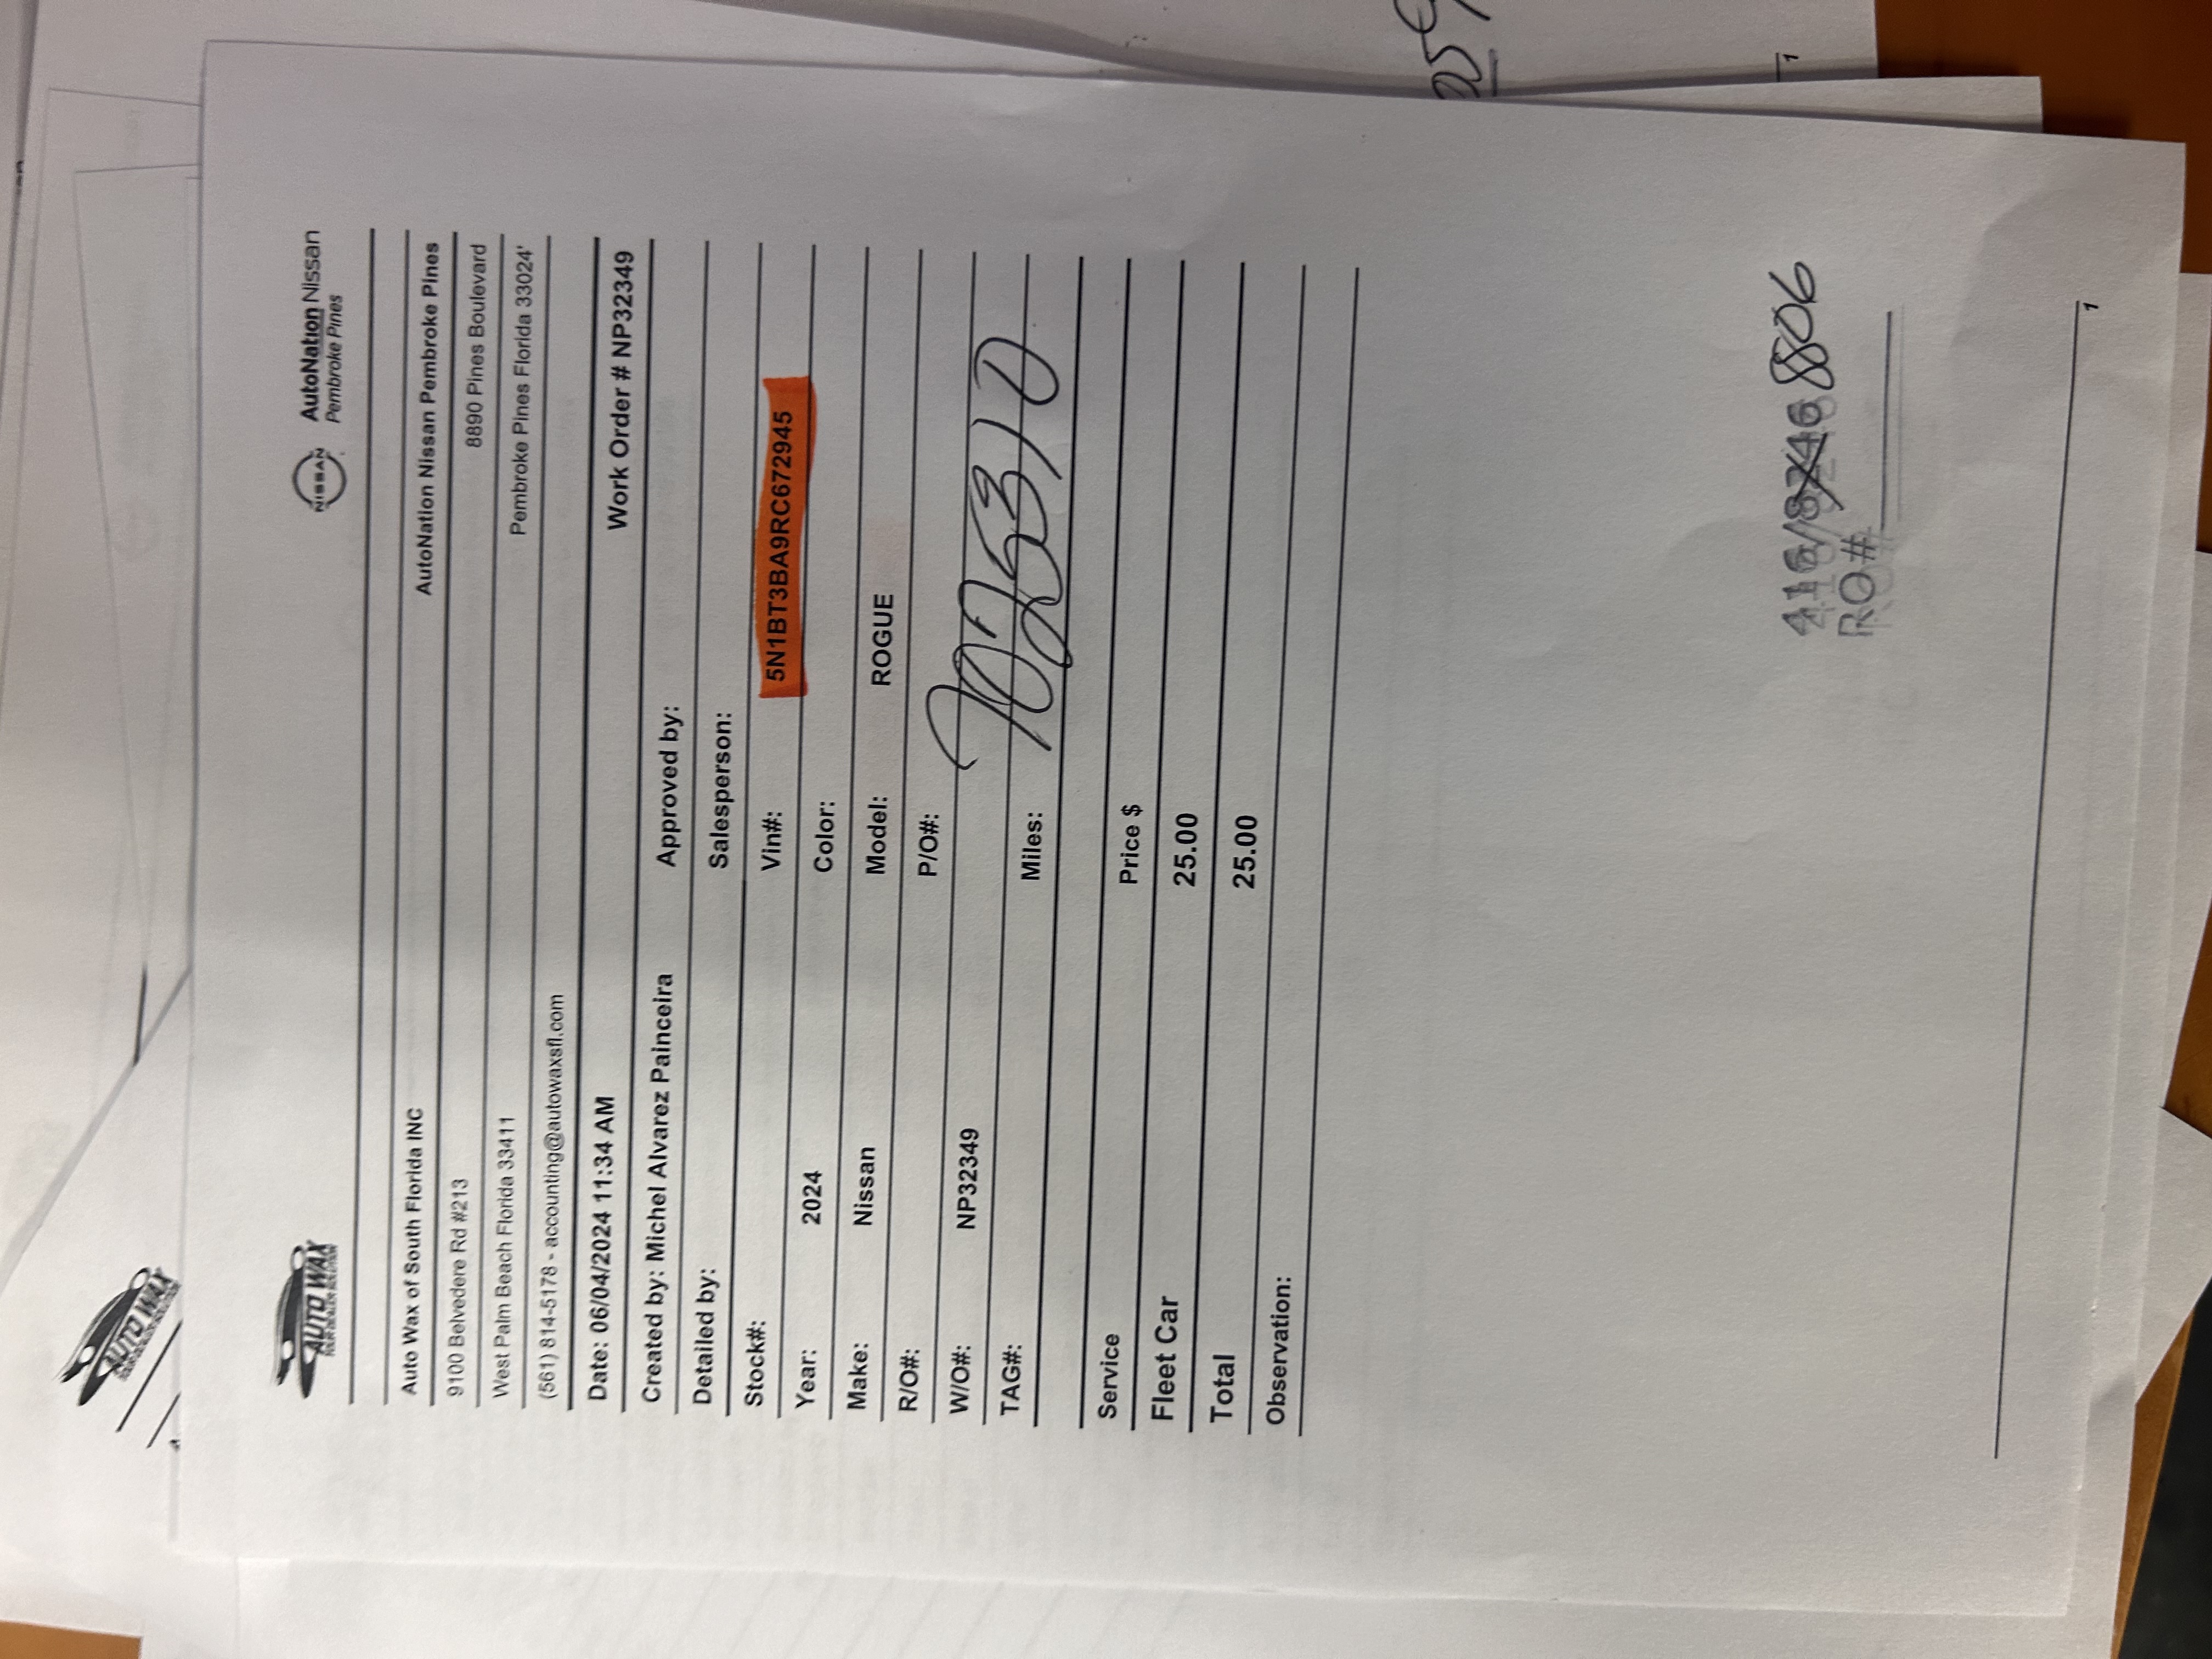 AUTO WAX
NISSAN
AutoNation Nissan
Pembroke Pines
Auto Wax of South Florida INC
AutoNation Nissan Pembroke Pines
9100 Belvedere Rd #213
8890 Pines Boulevard
West Palm Beach Florida 33411
Pembroke Pines Florida 33024'
(561) 814-5178 - accounting@autowaxsfl.com
Date: 06/04/2024 11:34 AM
Work Order # NP32349
Created by: Michel Alvarez Painceira
Approved by:
Detailed by:
Salesperson:
Stock#:
Vin#: 5N1BT3BA9RC672945
Year: 2024
Color:
Make: Nissan
Model: ROGUE
R/O#:
P/O#:
W/O#: NP32349
TAG#:
Miles:
Service
Price $
Fleet Car
25.00
Total
25.00
Observation:
8806
RO#
1
AUTO WAX
1